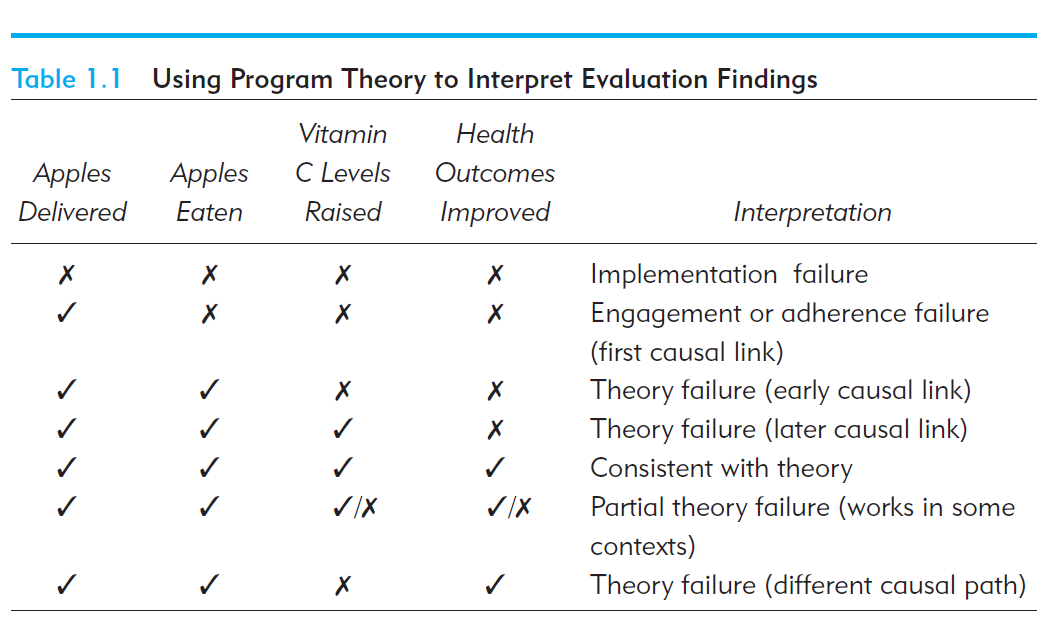 Table 1.1 Using Program Theory to Interpret Evaluation Findings
Vitamin Health
Apples Apples C Levels Outcomes
Delivered Eaten Raised Improved Interpretation
✗ ✗ ✗ ✗ Implementation failure
✓ ✗ ✗ ✗ Engagement or adherence failure
(first causal link)
✓ ✓ ✗ ✗ Theory failure (early causal link)
✓ ✓ ✓ ✗ Theory failure (later causal link)
✓ ✓ ✓ ✓ Consistent with theory
✓ ✓ ✓/✗ ✓/✗ Partial theory failure (works in some
contexts)
✓ ✓ ✗ ✓ Theory failure (different causal path)